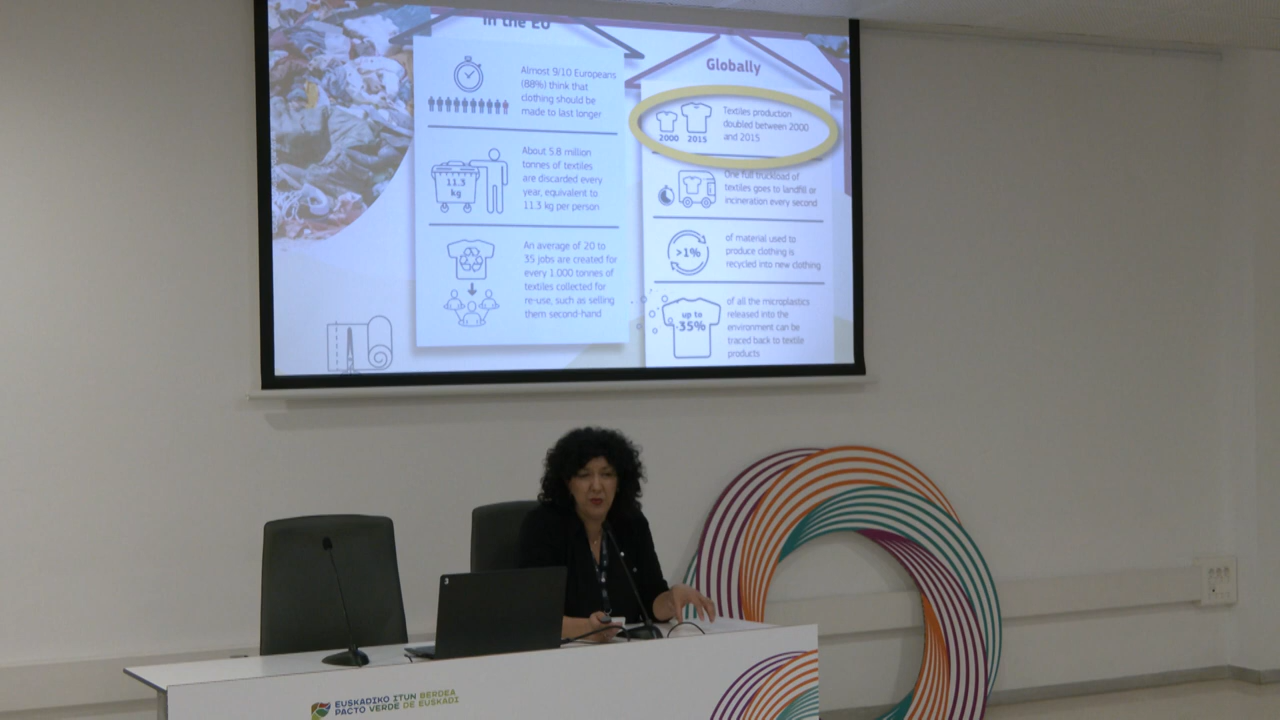 in the EU
Almost 9/10 Europeans
(88%) think that
clothing should be
made to last longer
11.3
kg
About 5.8 million
tonnes of textiles
are discarded every
year, equivalent to
11.3 kg per person
An average of 20 to
35 jobs are created for
every 1,000 tonnes of
textiles collected for
re-use, such as selling
them second-hand
Globally
2000 2015
Textiles production
doubled between 2000
and 2015
One full truckload of
textiles goes to landfill or
incineration every second
>1%
of material used to
produce clothing is
recycled into new clothing
up to
35%
of all the microplastics
released into the
environment can be
traced back to textile
products
EUSKADIKO ITUN BERDEA
PACTO VERDE DE EUSKADI